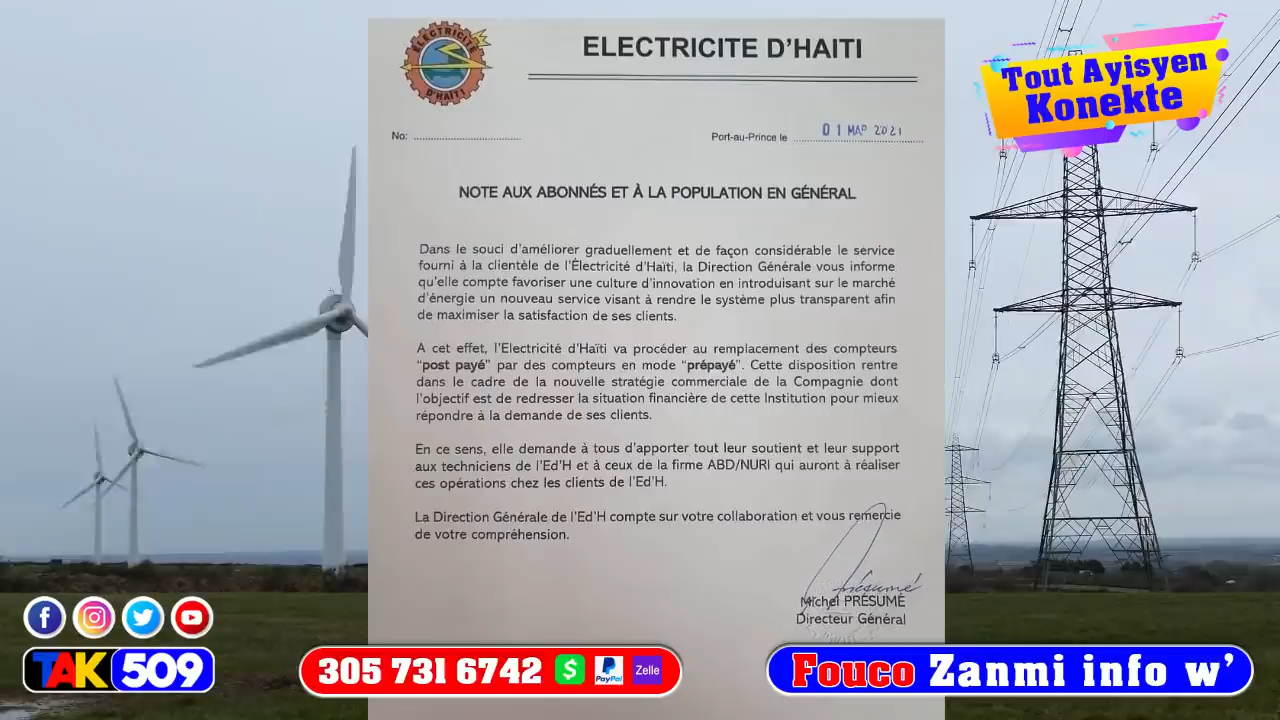 ELECTRICITÉ
D'HAITI
ELECTRICITE D'HAITI
Tout Ayisyen
Konekte
No:
Port-au-Prince le 01 MAR 2021
NOTE AUX ABONNÉS ET À LA POPULATION EN GÉNÉRAL
Dans le souci d'améliorer graduellement et de façon considérable le service
fourni à la clientèle de l'Électricité d'Haïti, la Direction Générale vous informe
qu'elle compte favoriser une culture d'innovation en introduisant sur le marché
d'énergie un nouveau service visant à rendre le système plus transparent afin
de maximiser la satisfaction de ses clients.
A cet effet, l'Electricité d'Haïti va procéder au remplacement des compteurs
"post payé" par des compteurs en mode "prépayé". Cette disposition rentre
dans le cadre de la nouvelle stratégie commerciale de la Compagnie dont
l'objectif est de redresser la situation financière de cette Institution pour mieux
répondre à la demande de ses clients.
En ce sens, elle demande à tous d'apporter tout leur soutient et leur support
aux techniciens de l'Ed'H et à ceux de la firme ABD/NURI qui auront à réaliser
ces opérations chez les clients de l'Ed'H.
La Direction Générale de l'Ed'H compte sur votre collaboration et vous remercie
de votre compréhension.
Présumé
Michel PRÉSUMÉ
Directeur Général
TAK 509
305 731 6742 $ PayPal Zelle
Fouco Zanmi info w'